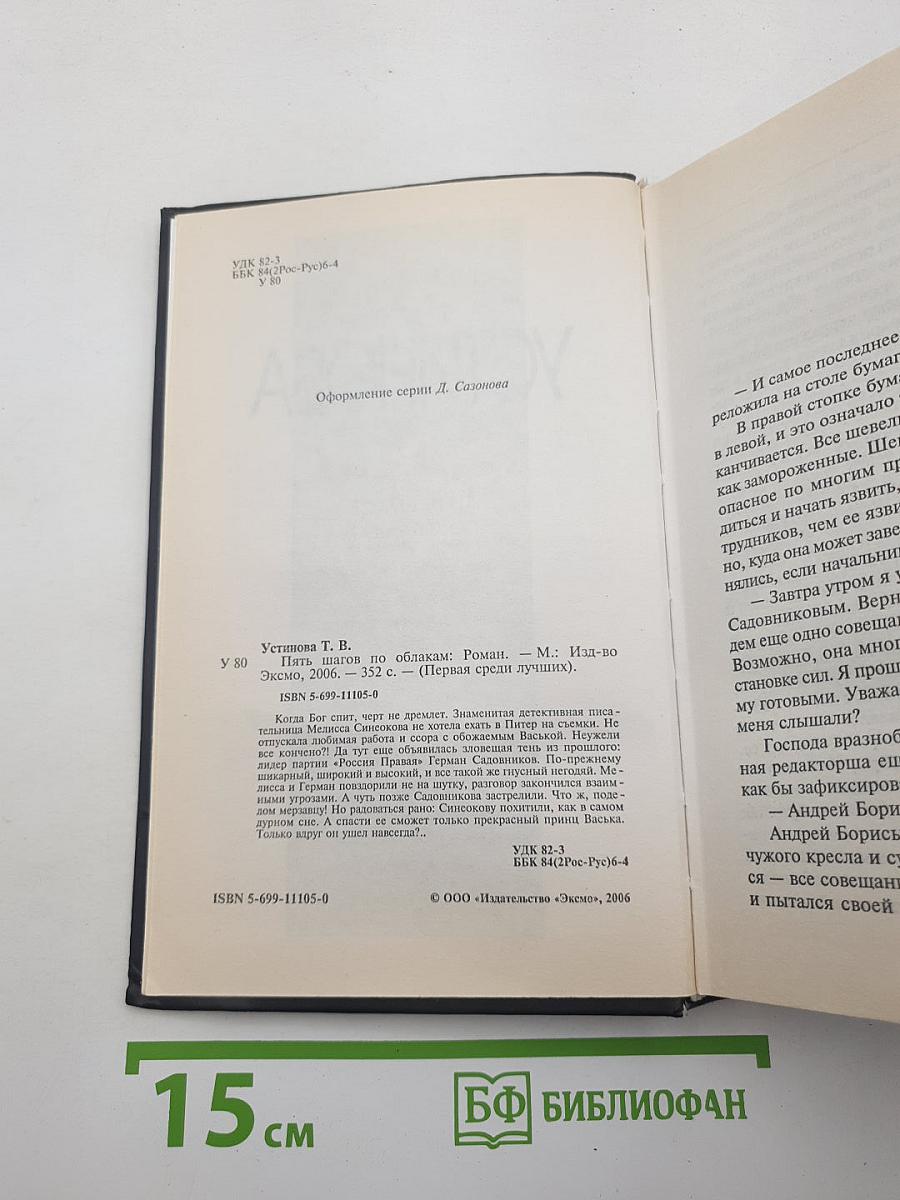 УДК 82-3
ББК 84(2Рос-Рус)6-4
У 80
Оформление серии Д. Сазонова
Устинова Т. В.
У 80 Пять шагов по облакам: Роман. — М.: Изд-во
Эксмо, 2006. — 352 с. — (Первая среди лучших).
ISBN 5-699-11105-0
Когда Бог спит, черт не дремлет. Знаменитая детективная писа-
тельница Мелисса Синеокова не хотела ехать в Питер на съемки. Не
отпускала любимая работа и ссора с обожаемым Васькой. Неужели
все кончено?! Да тут еще объявилась зловещая тень из прошлого:
лидер партии «Россия Правая» Герман Садовников. По-прежнему
шикарный, широкий и высокий, и все такой же гнусный негодяй. Ме-
лисса и Герман повздорили не на шутку, разговор закончился взаим-
ными угрозами. А чуть позже Садовникова застрелили. Что ж, поде-
лом мерзавцу! Но радоваться рано: Синеокову похитили, как в самом
дурном сне. А спасти ее сможет только прекрасный принц Васька.
Только вдруг он ушел навсегда?..
УДК 82-3
ББК 84(2Рос-Рус)6-4
ISBN 5-699-11105-0 © ООО «Издательство «Эксмо», 2006
— И самое последнее
реложила на столе бумаг
В правой стопке бума
в левой, и это означало
канчивается. Все шевель
как замороженные. Шев
опасное по многим пр
диться и начать язвить,
трудников, чем ее язви
но, куда она может заве
нялись, если начальни
— Завтра утром я у
Садовниковым. Верн
дем еще одно совещан
Возможно, она мног
становке сил. Я прош
му готовыми. Уважа
меня слышали?
Господа вразноб
ная редакторша ещ
как бы зафиксирова
— Андрей Бори
Андрей Борись
чужого кресла и су
ся — все совещани
и пытался своей
15 см
БФ БИБЛИОФАН